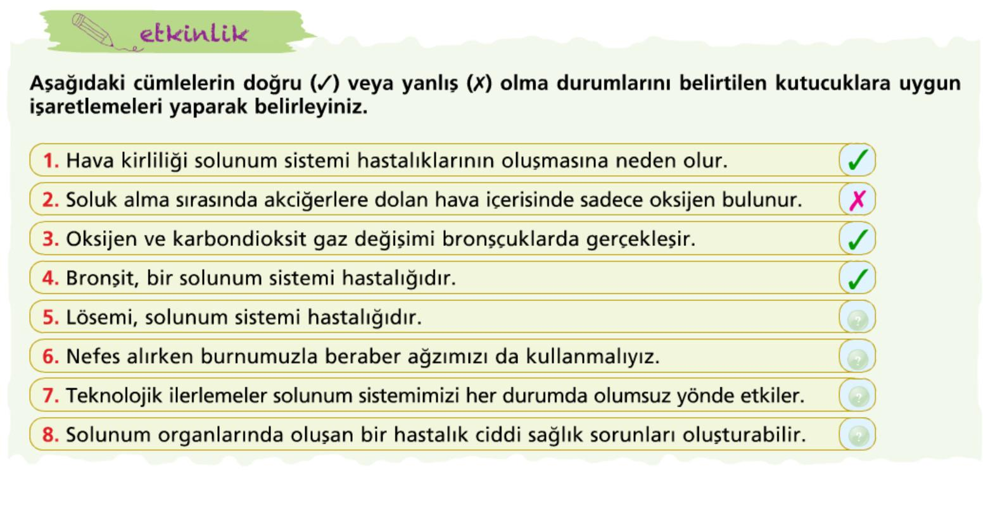 etkinlik
Aşağıdaki cümlelerin doğru (✓) veya yanlış (✗) olma durumlarını belirtilen kutucuklara uygun
işaretlemeleri yaparak belirleyiniz.
1. Hava kirliliği solunum sistemi hastalıklarının oluşmasına neden olur. ✓
2. Soluk alma sırasında akciğerlere dolan hava içerisinde sadece oksijen bulunur. ✗
3. Oksijen ve karbondioksit gaz değişimi bronşçuklarda gerçekleşir. ✓
4. Bronşit, bir solunum sistemi hastalığıdır. ✓
5. Lösemi, solunum sistemi hastalığıdır. ?
6. Nefes alırken burnumuzla beraber ağzımızı da kullanmalıyız. ?
7. Teknolojik ilerlemeler solunum sistemimizi her durumda olumsuz yönde etkiler. ?
8. Solunum organlarında oluşan bir hastalık ciddi sağlık sorunları oluşturabilir. ?